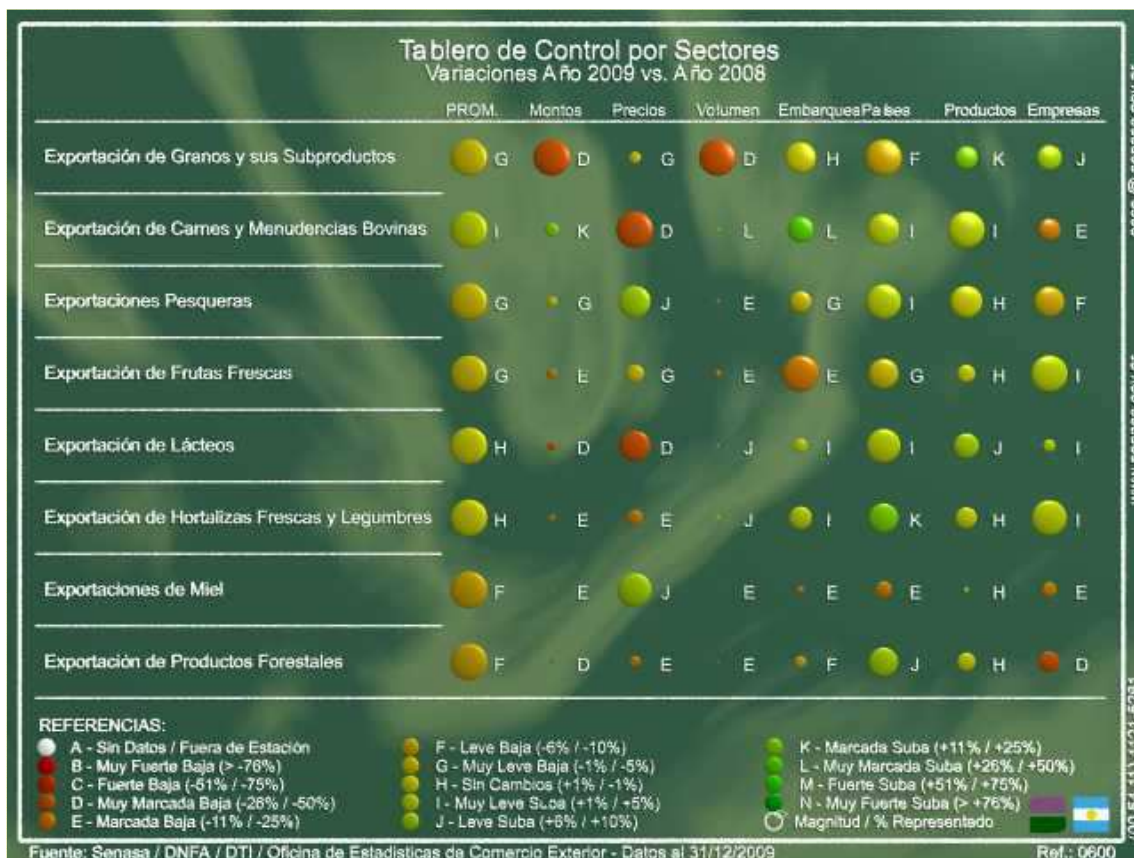 Tablero de Control por Sectores
Variaciones Año 2009 vs. Año 2008
PROM. Montos Precios Volumen Embarques Países Productos Empresas
Exportación de Granos y sus Subproductos G D G D H F K J
Exportación de Carnes y Menudencias Bovinas I K D L L I I E
Exportaciones Pesqueras G G J E G I H F
Exportación de Frutas Frescas G E G E E G H I
Exportación de Lácteos H D D J I I J I
Exportación de Hortalizas Frescas y Legumbres H E E J I K H I
Exportaciones de Miel F E J E E E H E
Exportación de Productos Forestales F D E E F J H D
REFERENCIAS:
A - Sin Datos / Fuera de Estación
B - Muy Fuerte Baja (> -76%)
C - Fuerte Baja (-51% / -75%)
D - Muy Marcada Baja (-26% / -50%)
E - Marcada Baja (-11% / -25%)
F - Leve Baja (-6% / -10%)
G - Muy Leve Baja (-1% / -5%)
H - Sin Cambios (+1% / -1%)
I - Muy Leve Suba (+1% / +5%)
J - Leve Suba (+6% / +10%)
K - Marcada Suba (+11% / +25%)
L - Muy Marcada Suba (+26% / +50%)
M - Fuerte Suba (+51% / +75%)
N - Muy Fuerte Suba (> +76%)
Magnitud / % Representado
Fuente: Senasa / DNFA / DTI / Oficina de Estadísticas de Comercio Exterior - Datos al 31/12/2009
Ref.: 0600